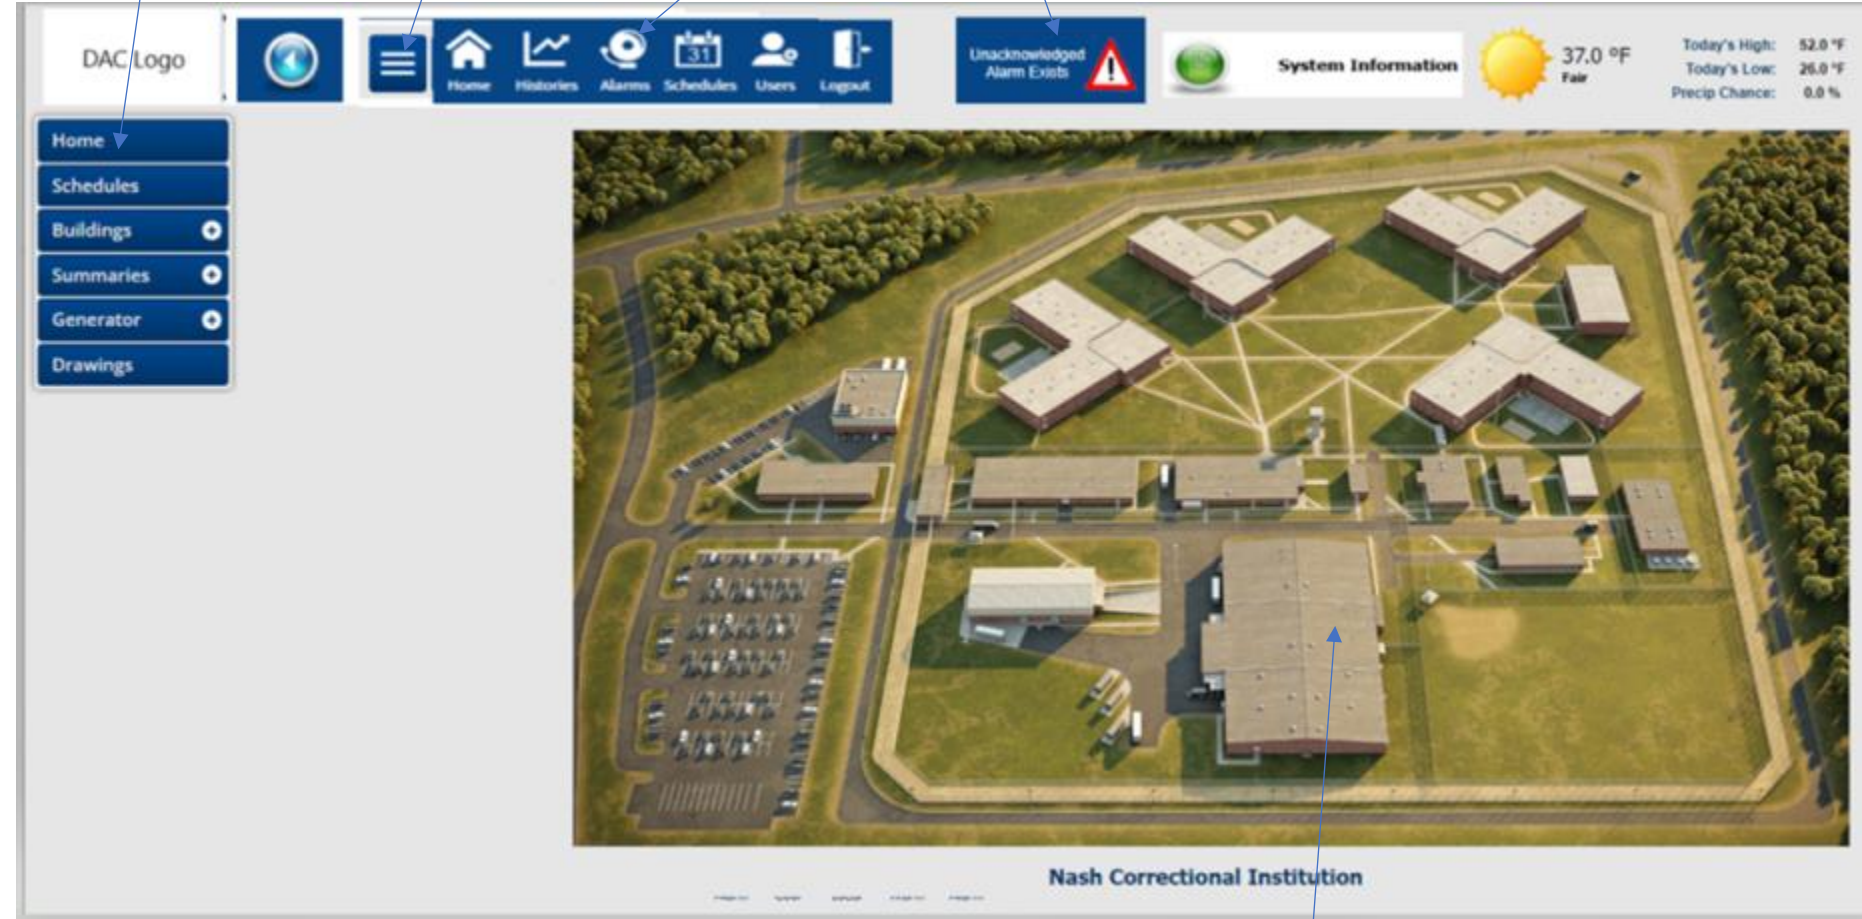 DAC Logo
Home
Histories
Alarms
31
Schedules
Users
Logout
Unacknowledged
Alarm Exists
System Information
37.0 °F
Fair
Today's High: 52.0 °F
Today's Low: 26.0 °F
Precip Chance: 0.0 %
Home
Schedules
Buildings
Summaries
Generator
Drawings
Nash Correctional Institution